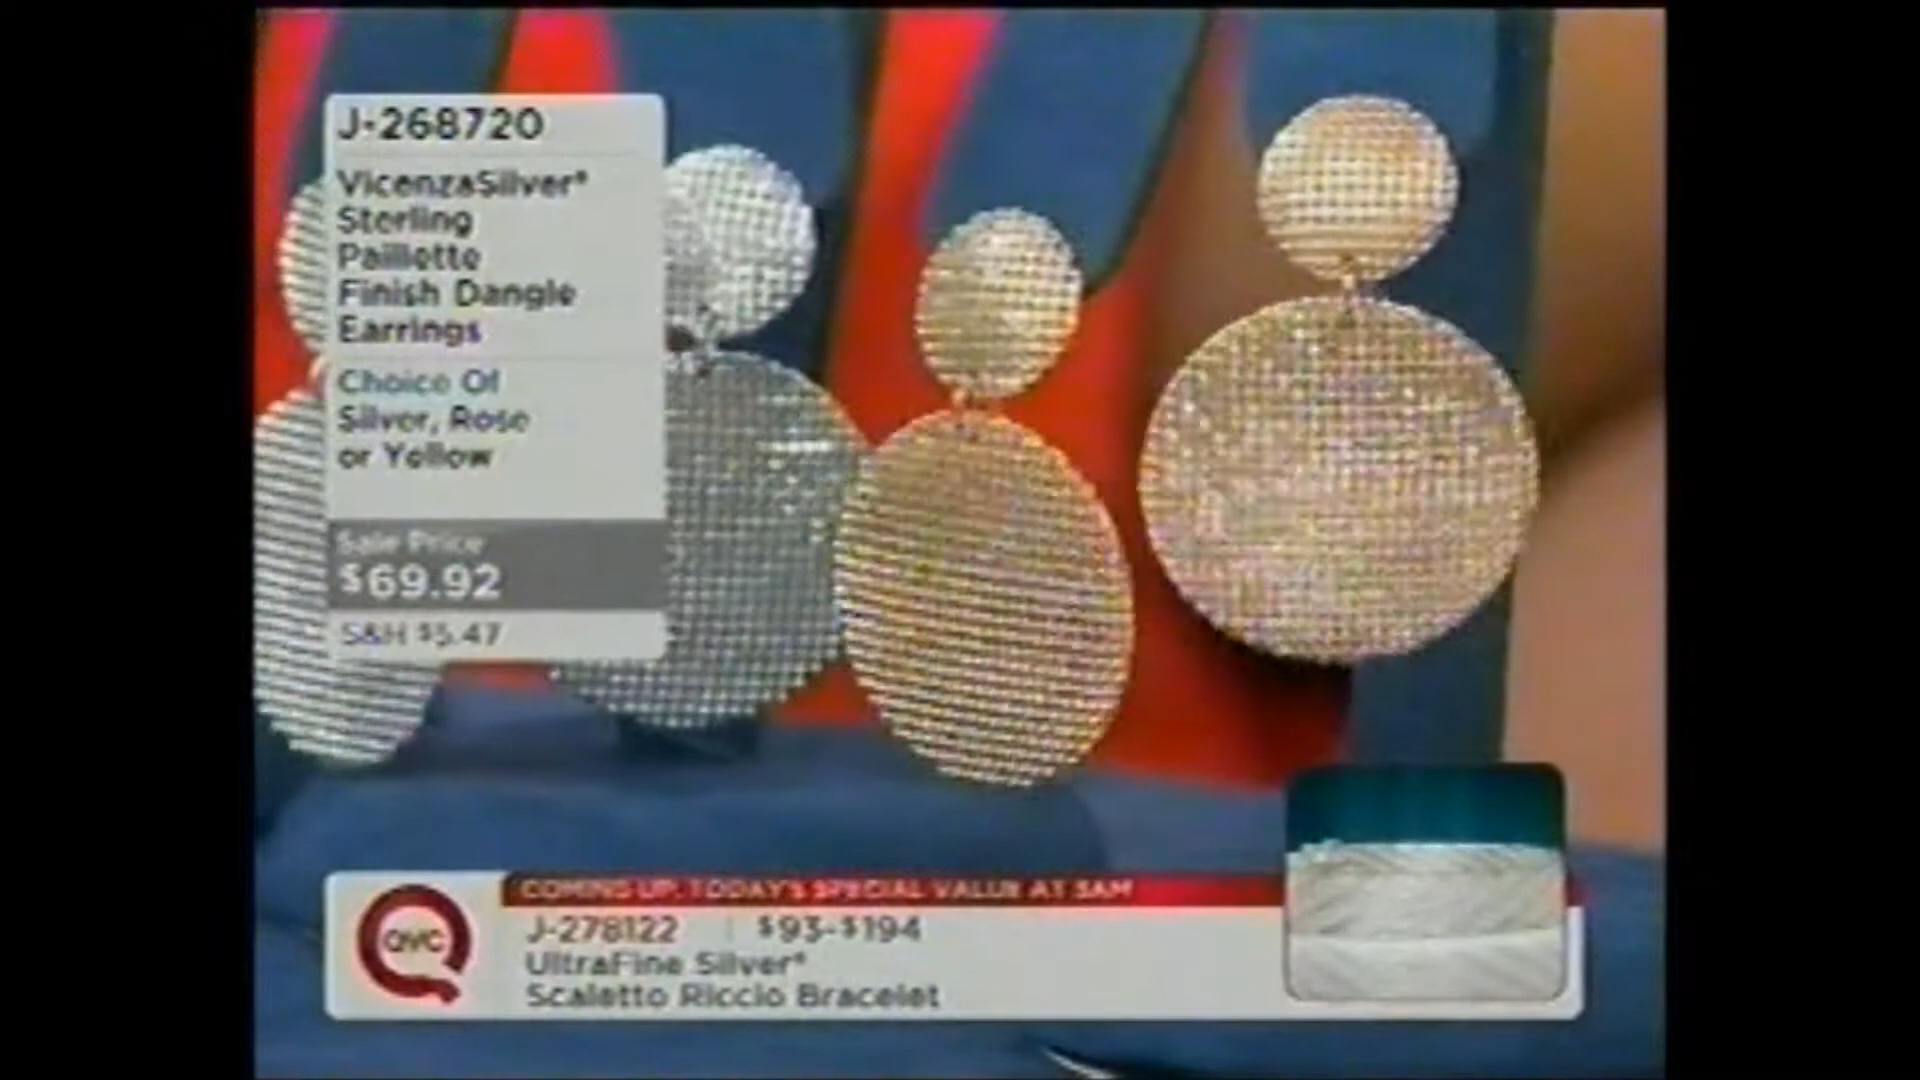 J-268720
VicenzaSilver®
Sterling
Paillette
Finish Dangle
Earrings
Choice Of
Silver, Rose
or Yellow
Sale Price
$69.92
S&H $5.47
COMING UP: TODAY'S SPECIAL VALUE AT 3AM
QVC
J-278122 | $93-$194
UltraFine Silver®
Scaletto Riccio Bracelet